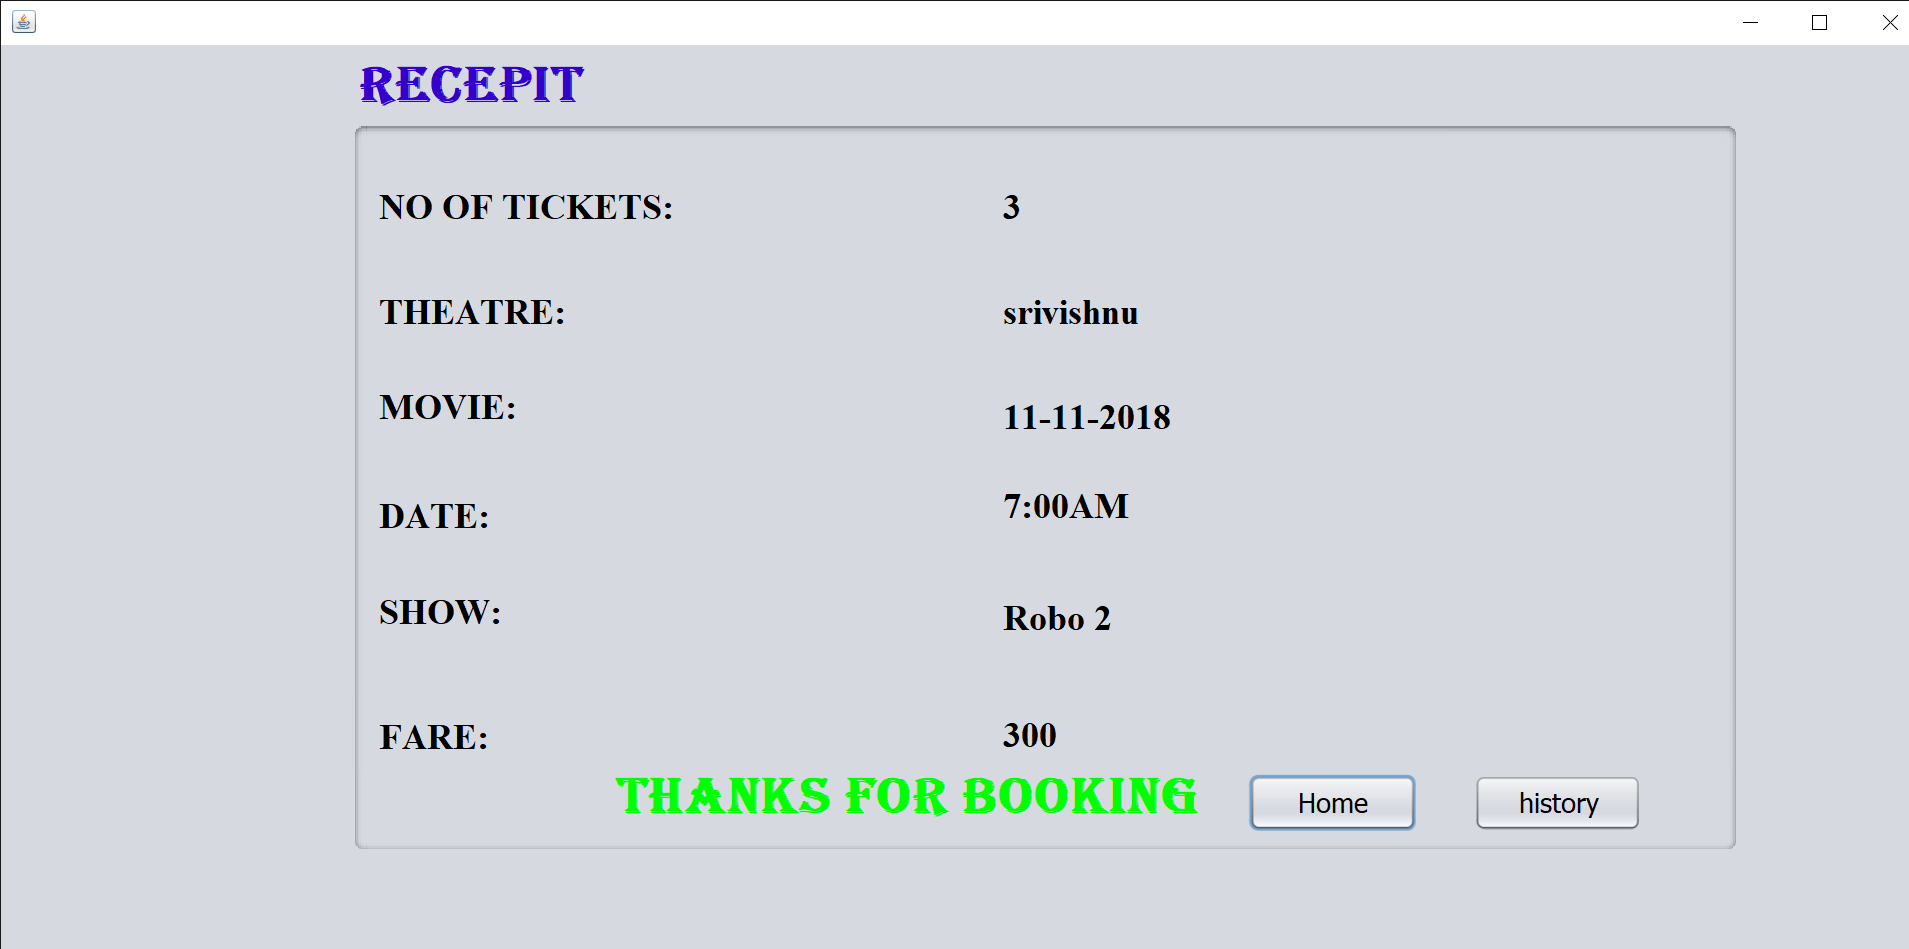 RECEPIT
NO OF TICKETS: 3
THEATRE: srivishnu
MOVIE: 11-11-2018
DATE: 7:00AM
SHOW: Robo 2
FARE: 300
THANKS FOR BOOKING Home history